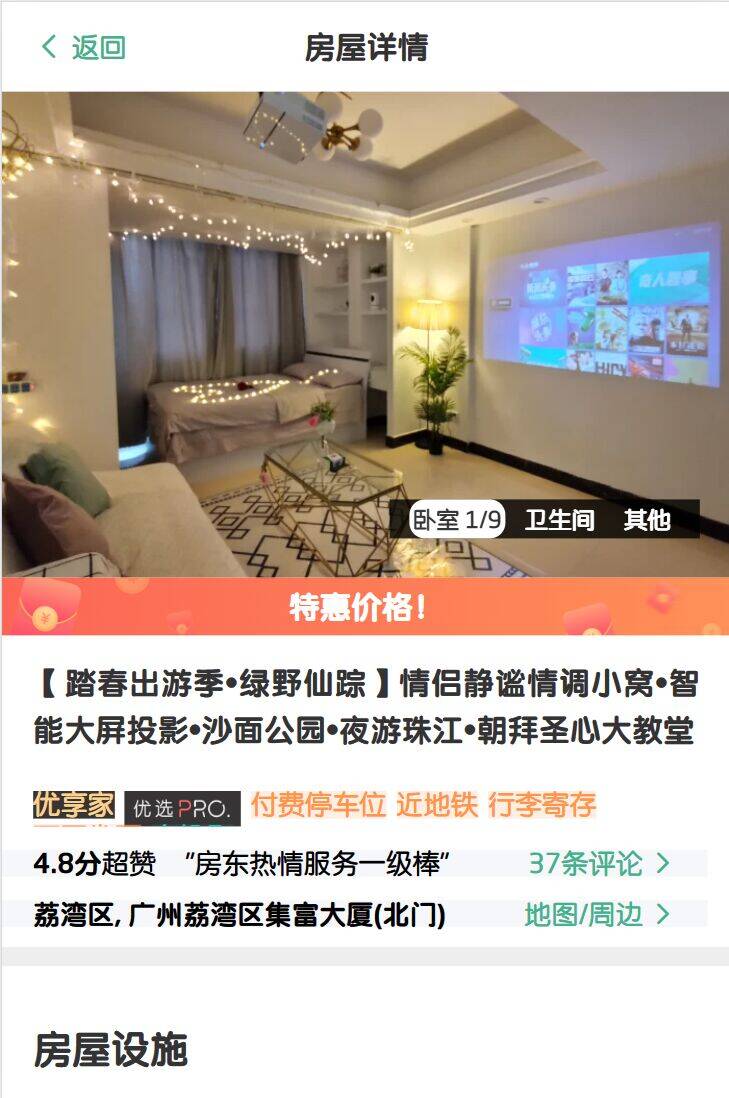 返回
房屋详情
卧室 1/9 卫生间 其他
特惠价格！
【踏春出游季•绿野仙踪】情侣静谧情调小窝•智
能大屏投影•沙面公园•夜游珠江•朝拜圣心大教堂
优享家 优选PRO. 付费停车位 近地铁 行李寄存
4.8分超赞 “房东热情服务一级棒” 37条评论
荔湾区, 广州荔湾区集富大厦(北门) 地图/周边
房屋设施